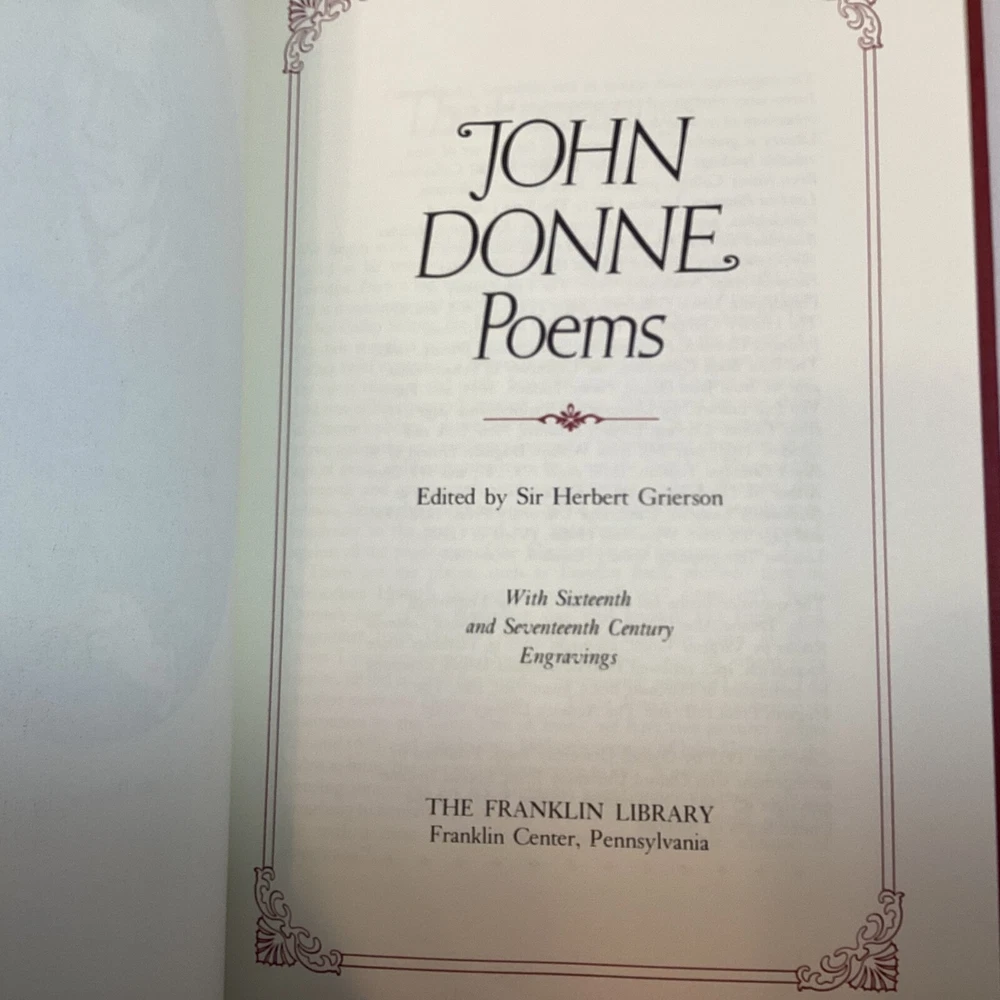 JOHN
DONNE
Poems
Edited by Sir Herbert Grierson
With Sixteenth
and Seventeenth Century
Engravings
THE FRANKLIN LIBRARY
Franklin Center, Pennsylvania